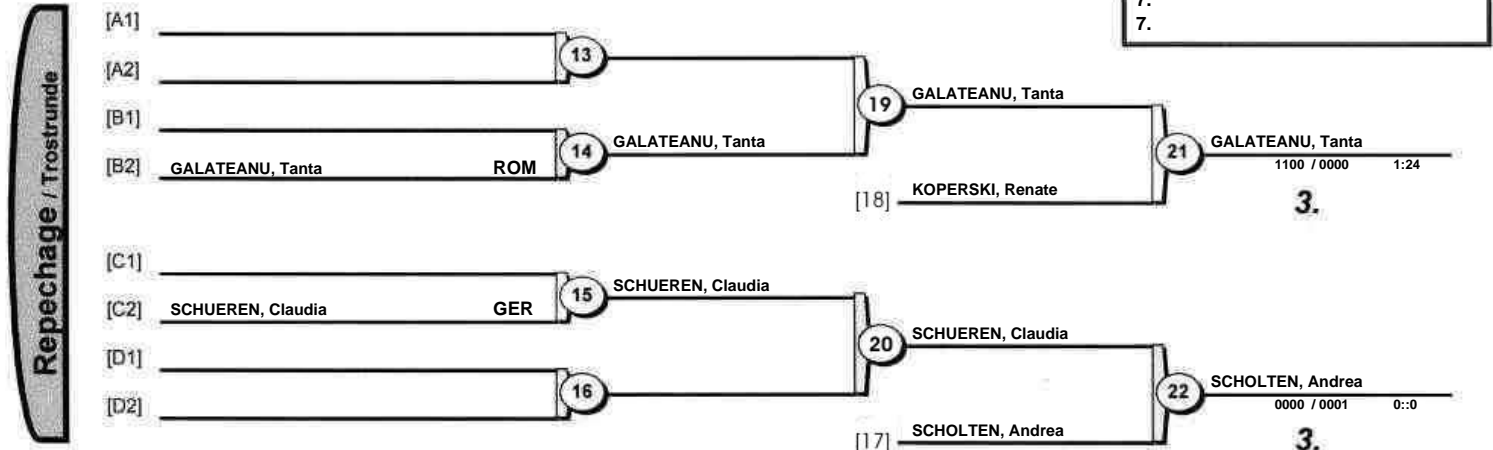 7.
7.
Repechage / Trostrunde
[A1]
13
[A2]
GALATEANU, Tanta
19
[B1]
GALATEANU, Tanta
14
GALATEANU, Tanta
21
[B2]
GALATEANU, Tanta ROM
1100 / 0000 1:24
KOPERSKI, Renate
[18]
3.
[C1]
SCHUEREN, Claudia
15
[C2]
SCHUEREN, Claudia GER
SCHUEREN, Claudia
20
[D1]
SCHOLTEN, Andrea
16
22
[D2]
0000 / 0001 0::0
SCHOLTEN, Andrea
[17]
3.